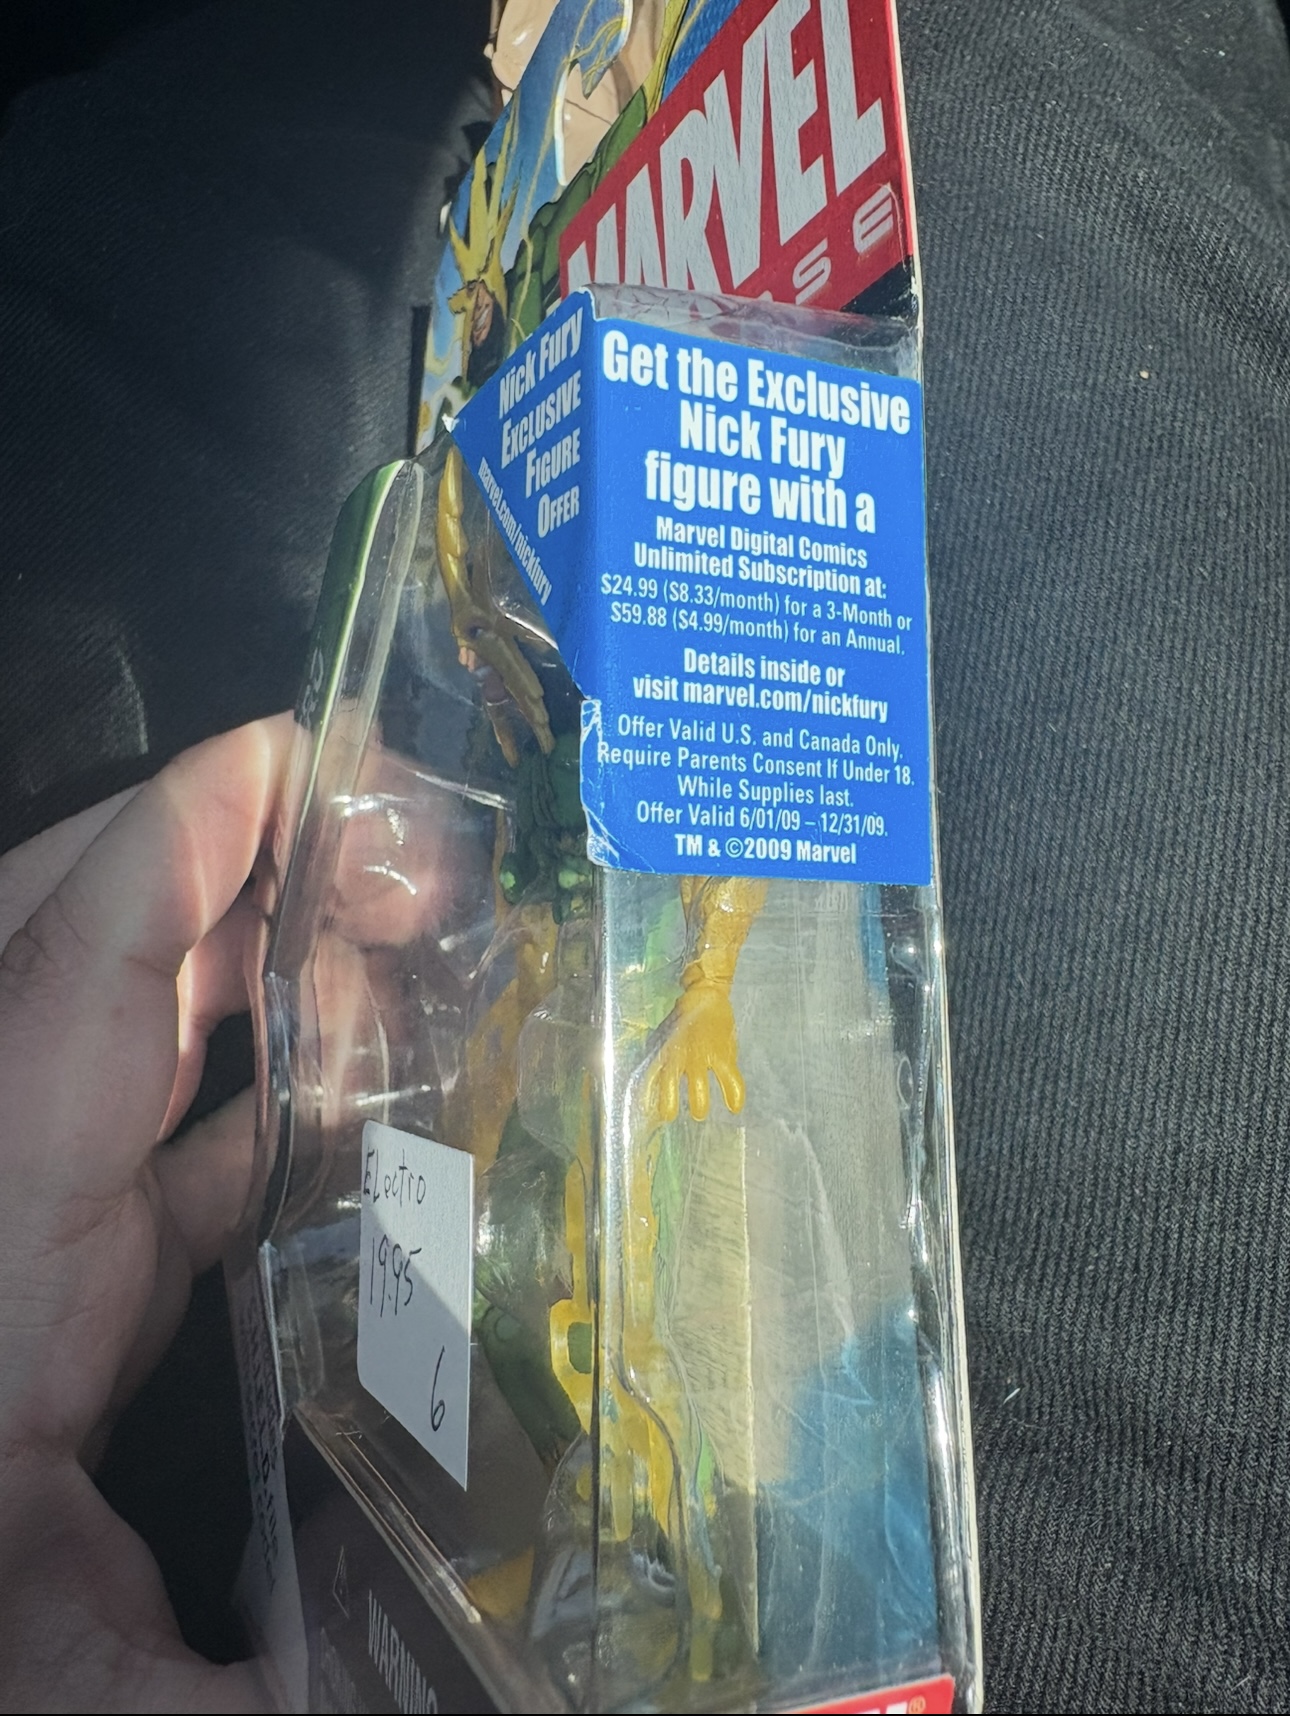 MARVEL
Nick Fury
Exclusive
Figure
Offer
marvel.com/nickfury
Get the Exclusive
Nick Fury
figure with a
Marvel Digital Comics
Unlimited Subscription at:
$24.99 ($8.33/month) for a 3-Month or
$59.88 ($4.99/month) for an Annual.
Details inside or
visit marvel.com/nickfury
Offer Valid U.S. and Canada Only.
Require Parents Consent If Under 18.
While Supplies last.
Offer Valid 6/01/09 – 12/31/09.
TM & ©2009 Marvel
Electro
19.95
6
WARNING